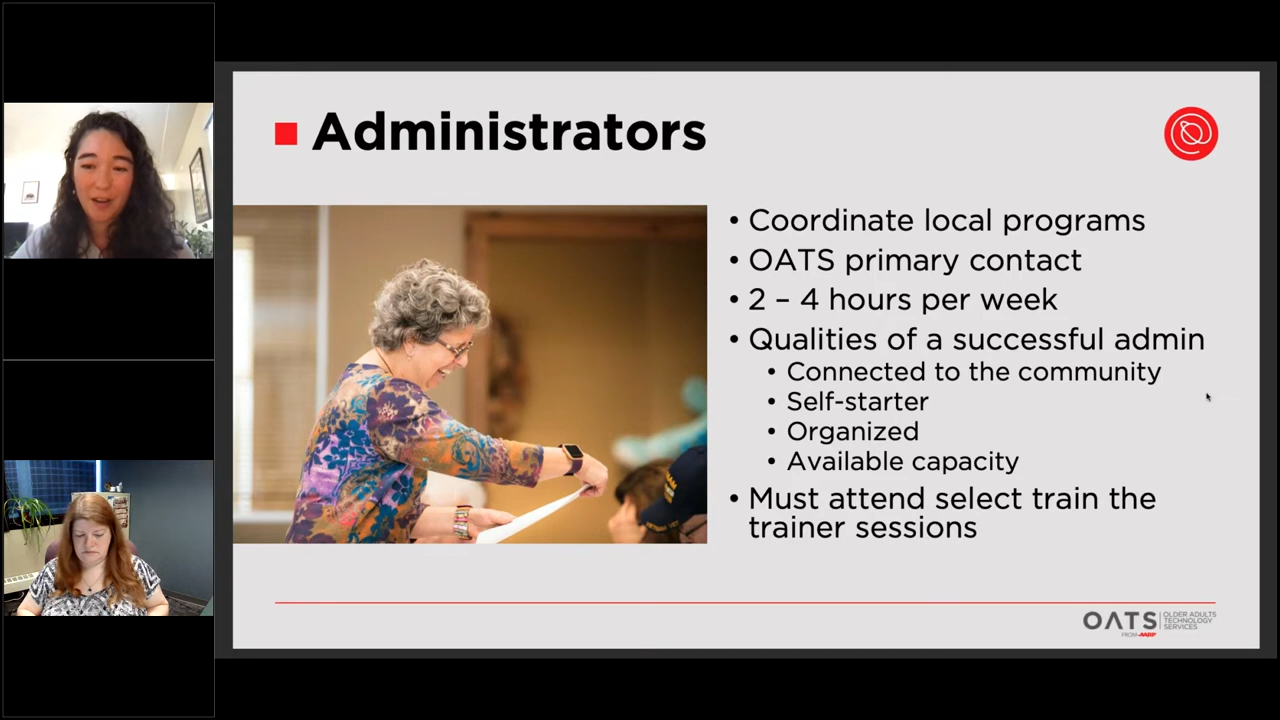 Administrators
• Coordinate local programs
• OATS primary contact
• 2 – 4 hours per week
• Qualities of a successful admin
• Connected to the community
• Self-starter
• Organized
• Available capacity
• Must attend select train the
trainer sessions
OATS
OLDER ADULTS
TECHNOLOGY
SERVICES
FROM AARP